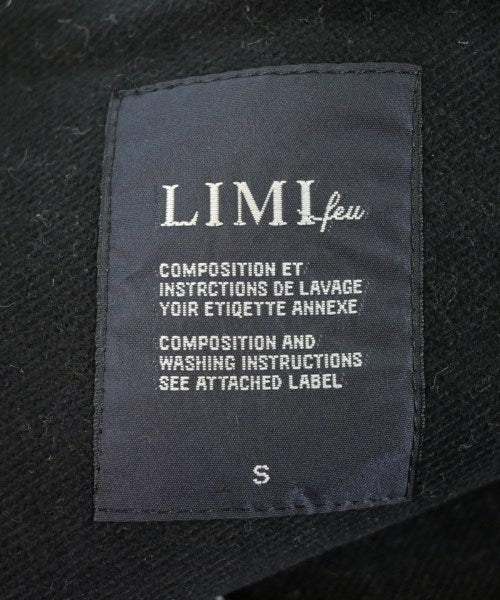 LIMI feu
COMPOSITION ET
INSTRCTIONS DE LAVAGE
YOIR ETIQETTE ANNEXE
COMPOSITION AND
WASHING INSTRUCTIONS
SEE ATTACHED LABEL
S